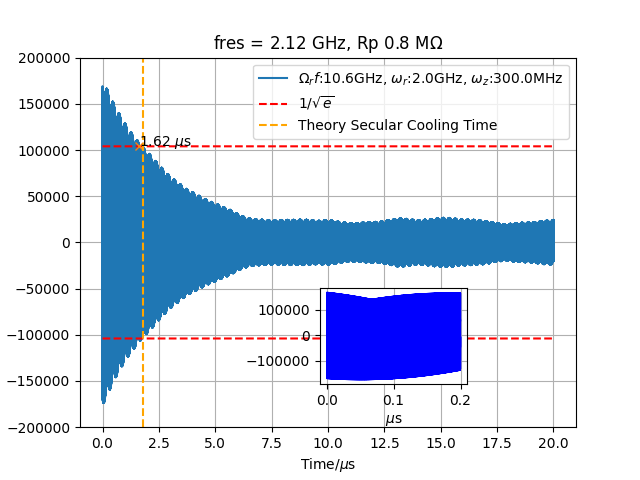 fres = 2.12 GHz, Rp 0.8 MΩ
200000
150000
100000
50000
0
−50000
−100000
−150000
−200000
Ω_rf:10.6GHz, ω_r:2.0GHz, ω_z:300.0MHz
1/√e
Theory Secular Cooling Time
1.62 μs
100000
0
−100000
0.0 0.1 0.2
μs
0.0 2.5 5.0 7.5 10.0 12.5 15.0 17.5 20.0
Time/μs